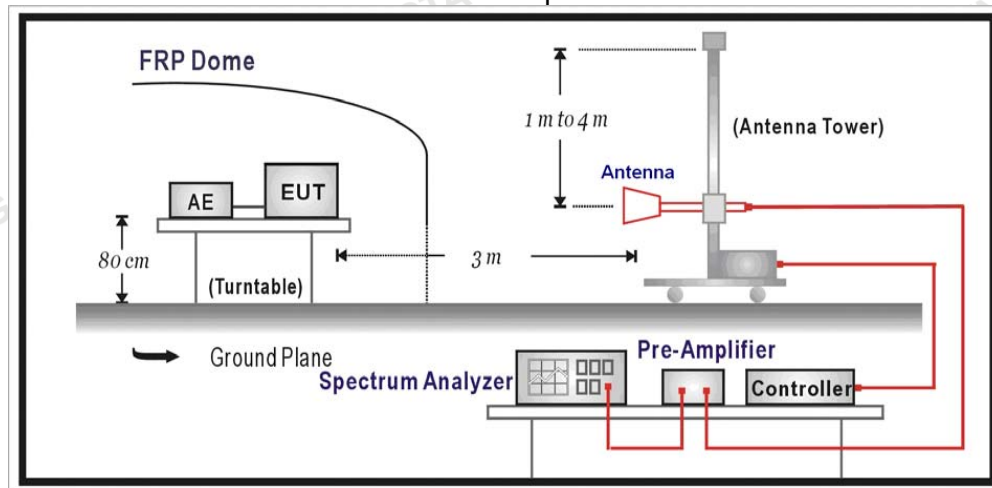 FRP Dome
1 m to 4 m
(Antenna Tower)
Antenna
AE
EUT
80 cm
3 m
(Turntable)
Ground Plane
Spectrum Analyzer
Pre-Amplifier
Controller